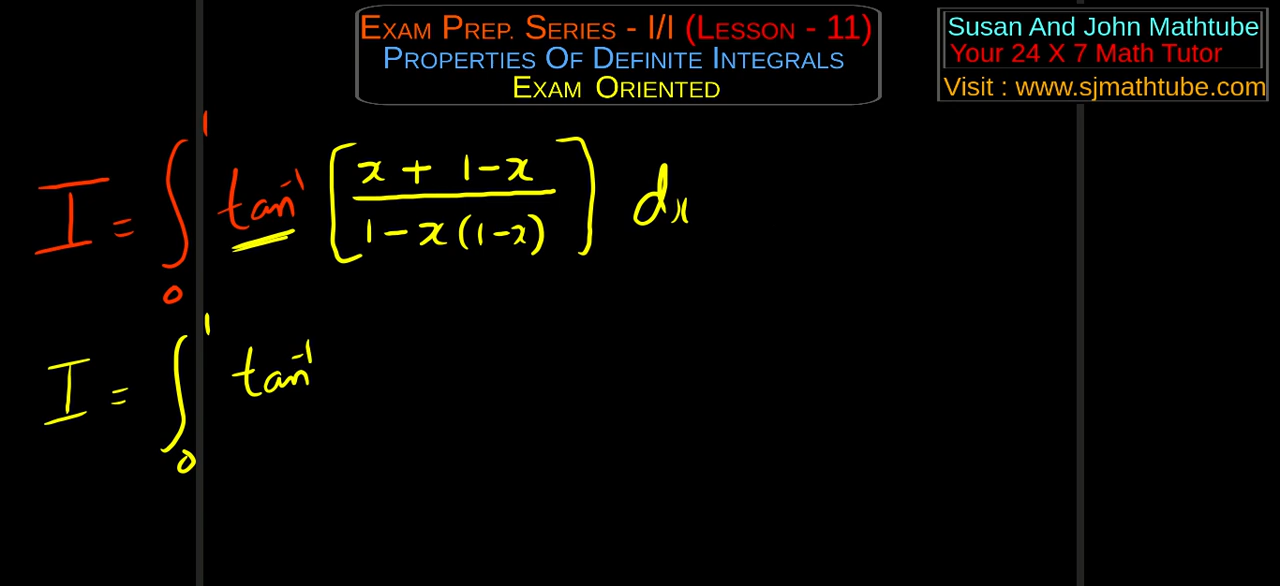 EXAM PREP. SERIES - I/I (LESSON - 11)
PROPERTIES OF DEFINITE INTEGRALS
EXAM ORIENTED
Susan And John Mathtube
Your 24 X 7 Math Tutor
Visit : www.sjmathtube.com
I = ∫₀¹ tan⁻¹ [(x + 1 - x)/(1 - x(1-x))] dx
I = ∫₀¹ tan⁻¹